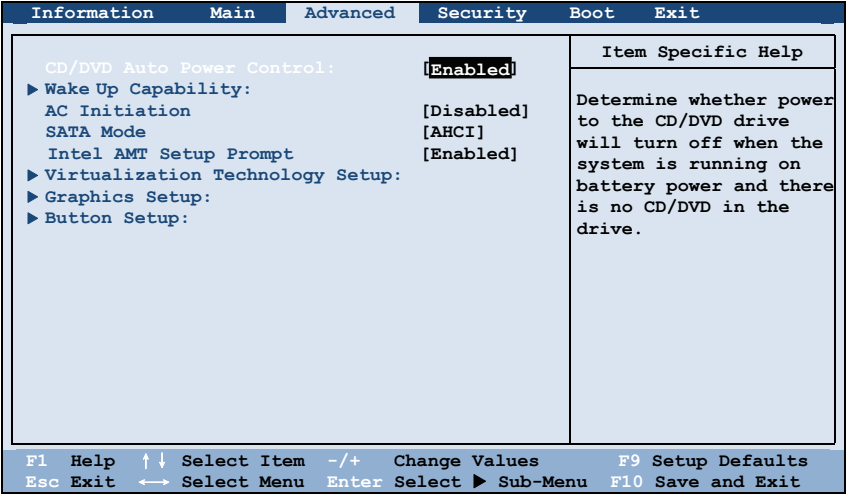 Information Main Advanced Security Boot Exit
CD/DVD Auto Power Control: [Enabled]
▶ Wake Up Capability:
AC Initiation [Disabled]
SATA Mode [AHCI]
Intel AMT Setup Prompt [Enabled]
▶ Virtualization Technology Setup:
▶ Graphics Setup:
▶ Button Setup:
Item Specific Help
Determine whether power
to the CD/DVD drive
will turn off when the
system is running on
battery power and there
is no CD/DVD in the
drive.
F1 Help ↑↓ Select Item -/+ Change Values F9 Setup Defaults
Esc Exit ←→ Select Menu Enter Select ▶ Sub-Menu F10 Save and Exit